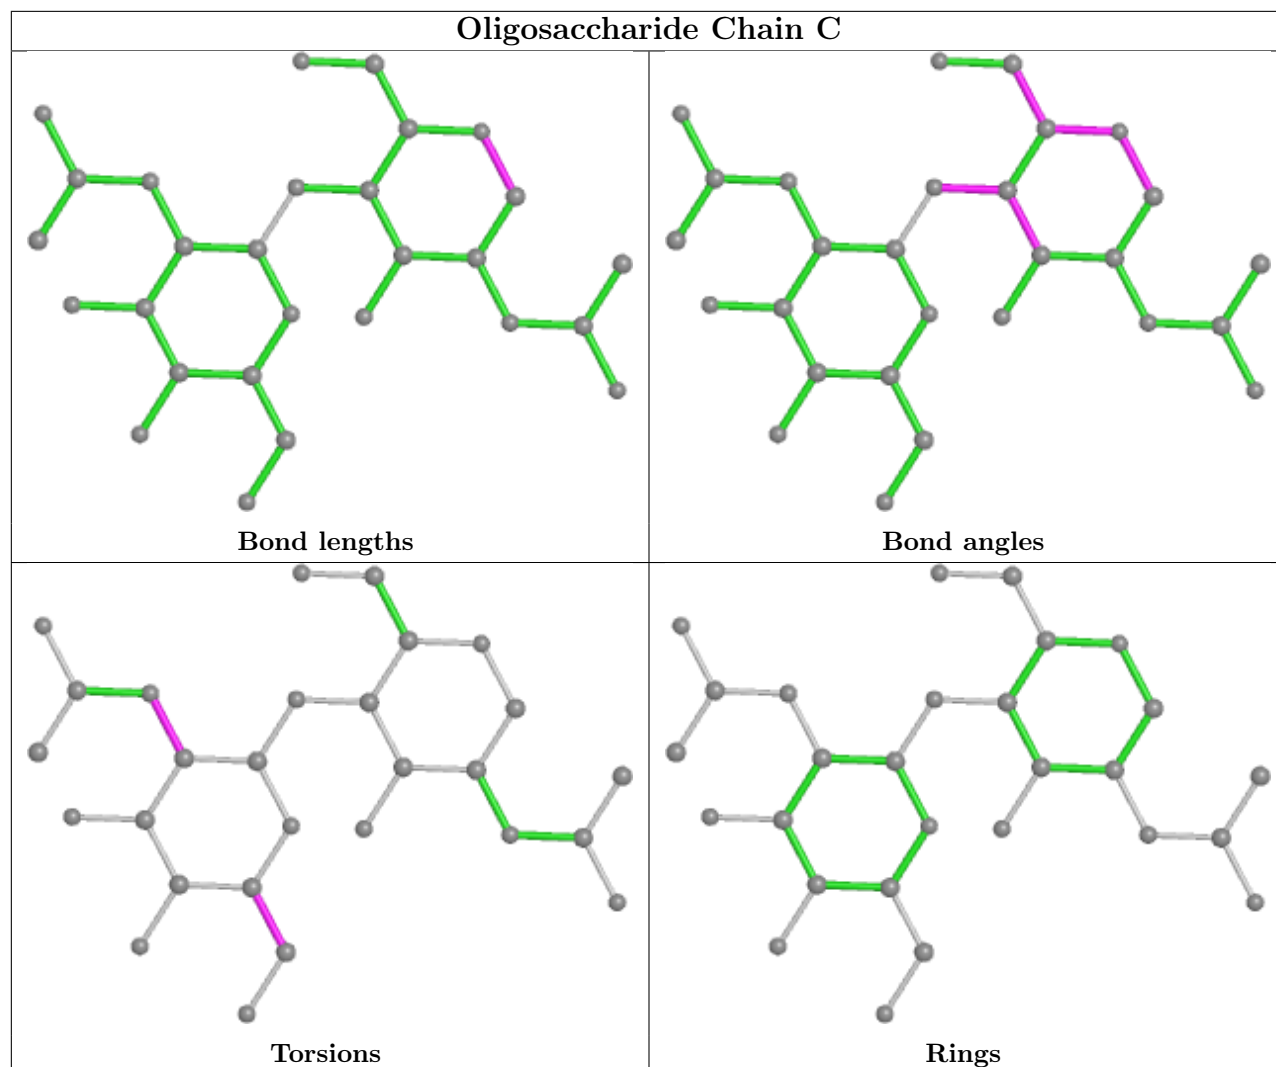 Oligosaccharide Chain C
Bond lengths
Bond angles
Torsions
Rings